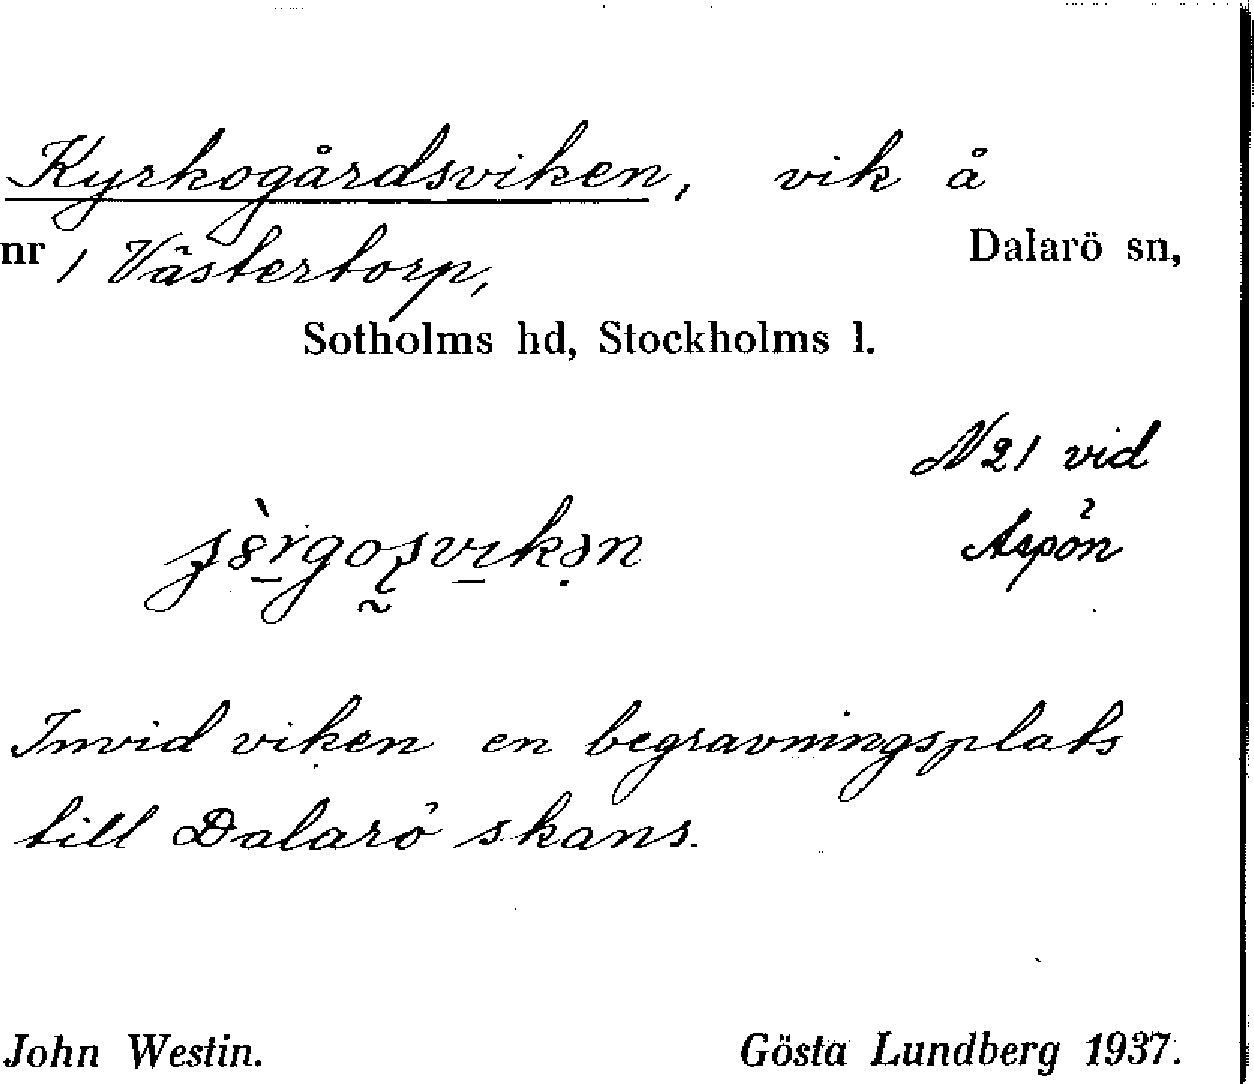 Kyrkogårdsviken, vik å
nr 1 Västertorp, Dalarö sn,
Sotholms hd, Stockholms l.
N21 vid
Aspön
Invid viken en begravningsplats
till Dalarö skans.
John Westin. Gösta Lundberg 1937.